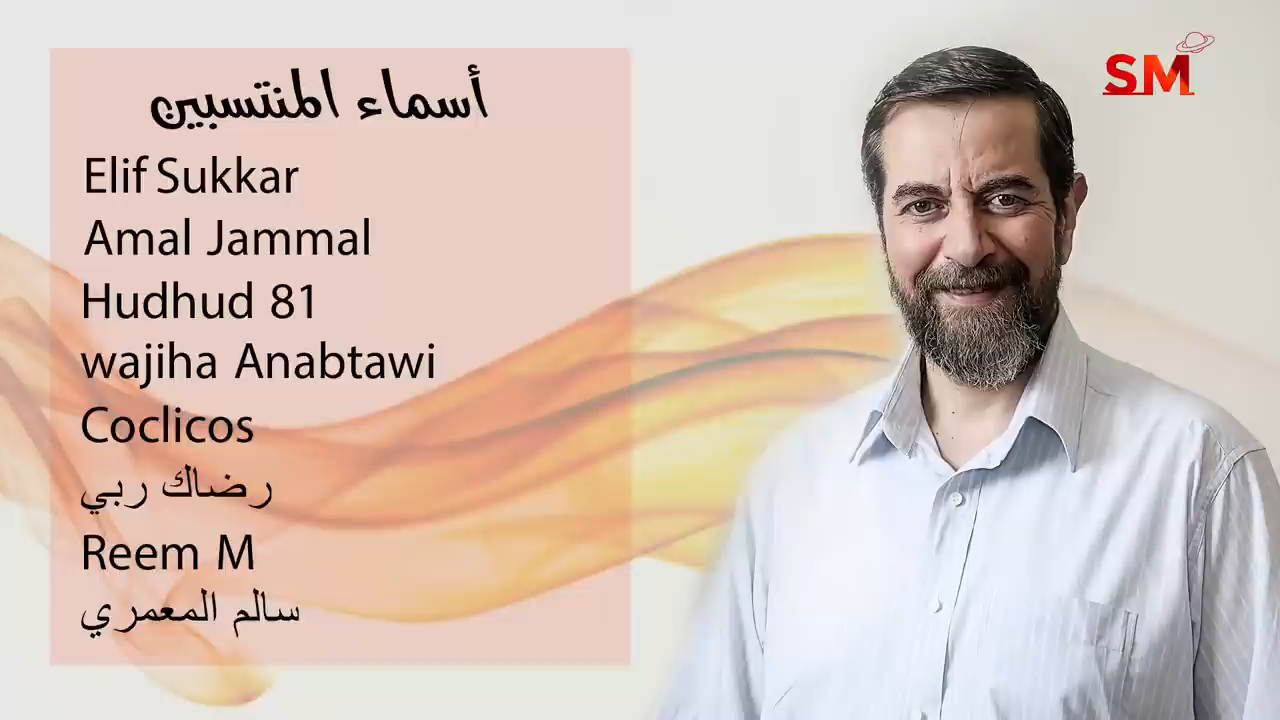 أسماء المنتسبين
Elif Sukkar
Amal Jammal
Hudhud 81
wajiha Anabtawi
Coclicos
رضاك ربي
Reem M
سالم المعمري
SM